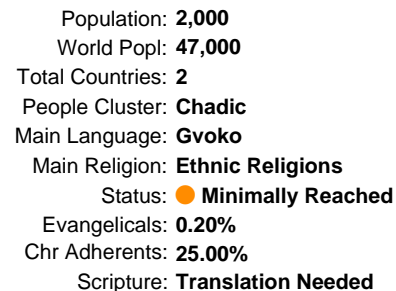 Population: 2,000
World Popl: 47,000
Total Countries: 2
People Cluster: Chadic
Main Language: Gvoko
Main Religion: Ethnic Religions
Status: Minimally Reached
Evangelicals: 0.20%
Chr Adherents: 25.00%
Scripture: Translation Needed